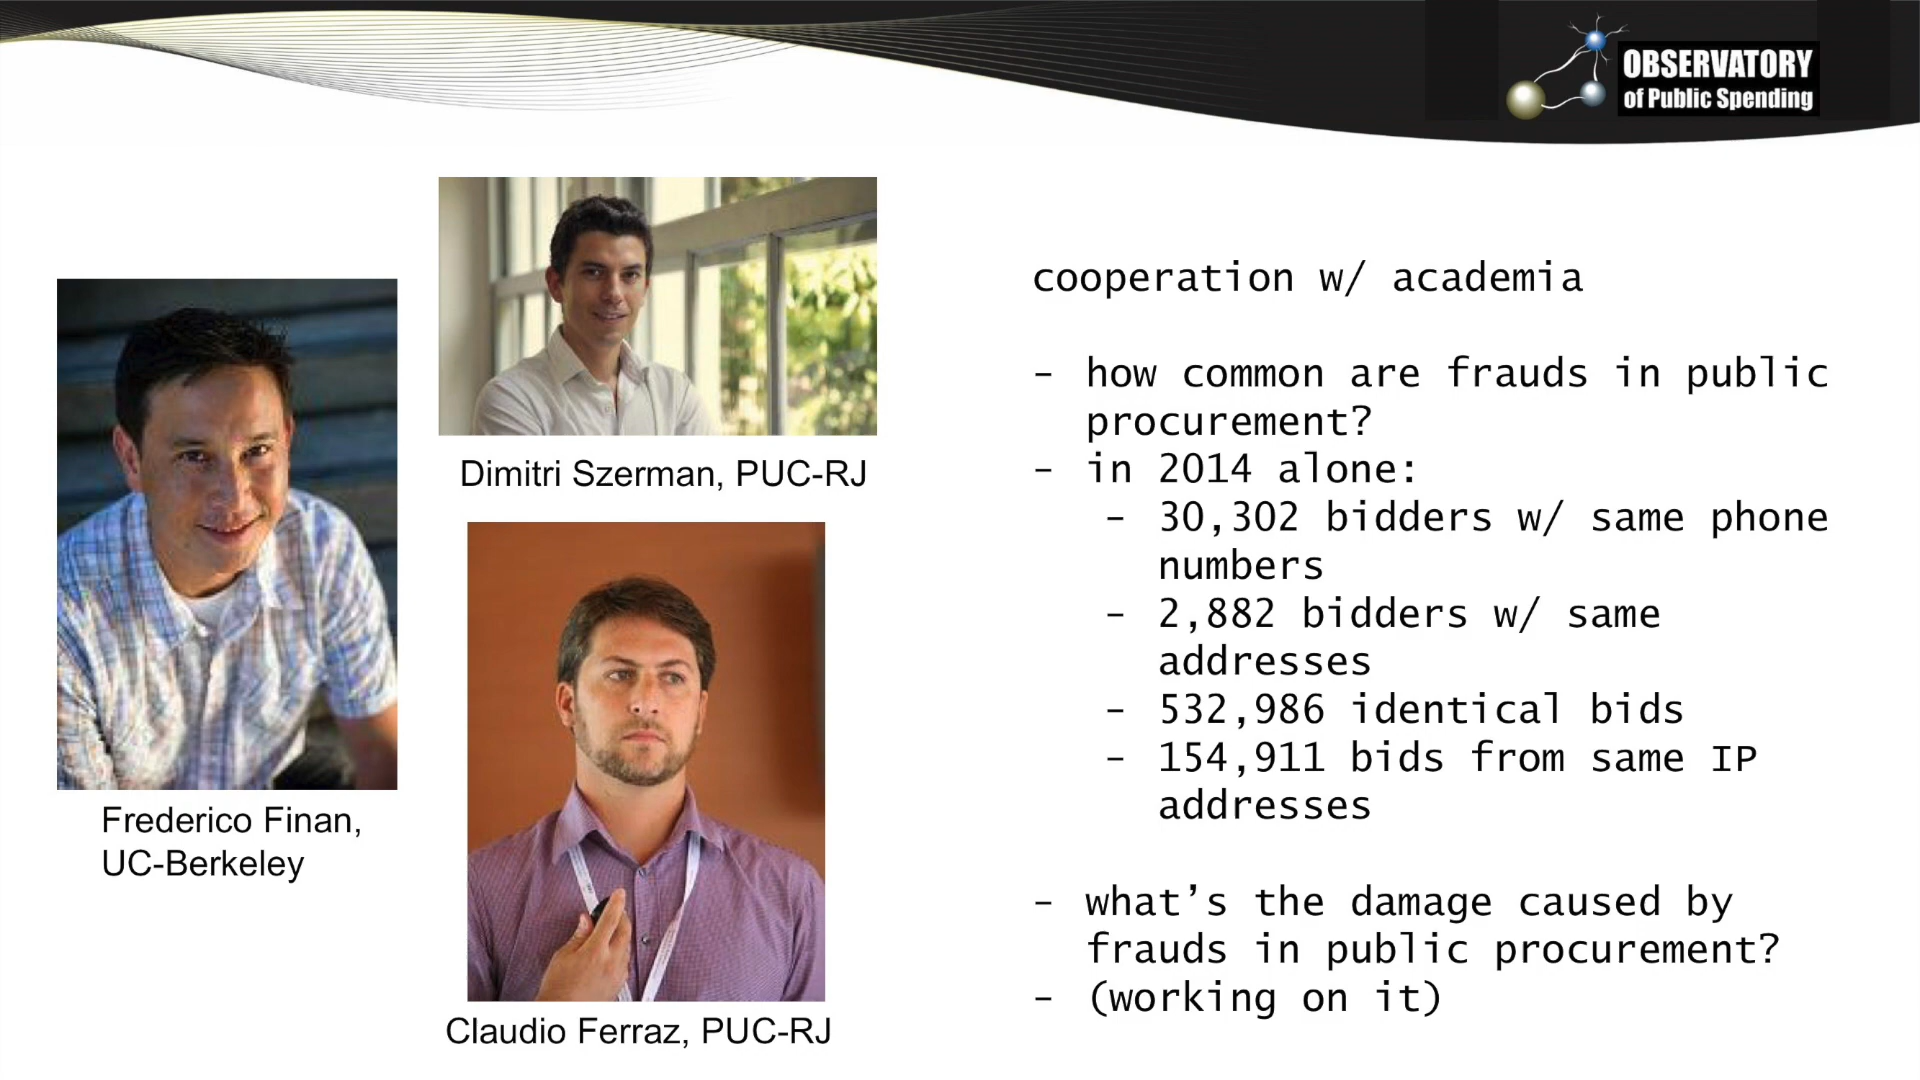 OBSERVATORY
of Public Spending
Dimitri Szerman, PUC-RJ
Frederico Finan,
UC-Berkeley
Claudio Ferraz, PUC-RJ
cooperation w/ academia
- how common are frauds in public
procurement?
- in 2014 alone:
- 30,302 bidders w/ same phone
numbers
- 2,882 bidders w/ same
addresses
- 532,986 identical bids
- 154,911 bids from same IP
addresses
- what’s the damage caused by
frauds in public procurement?
- (working on it)